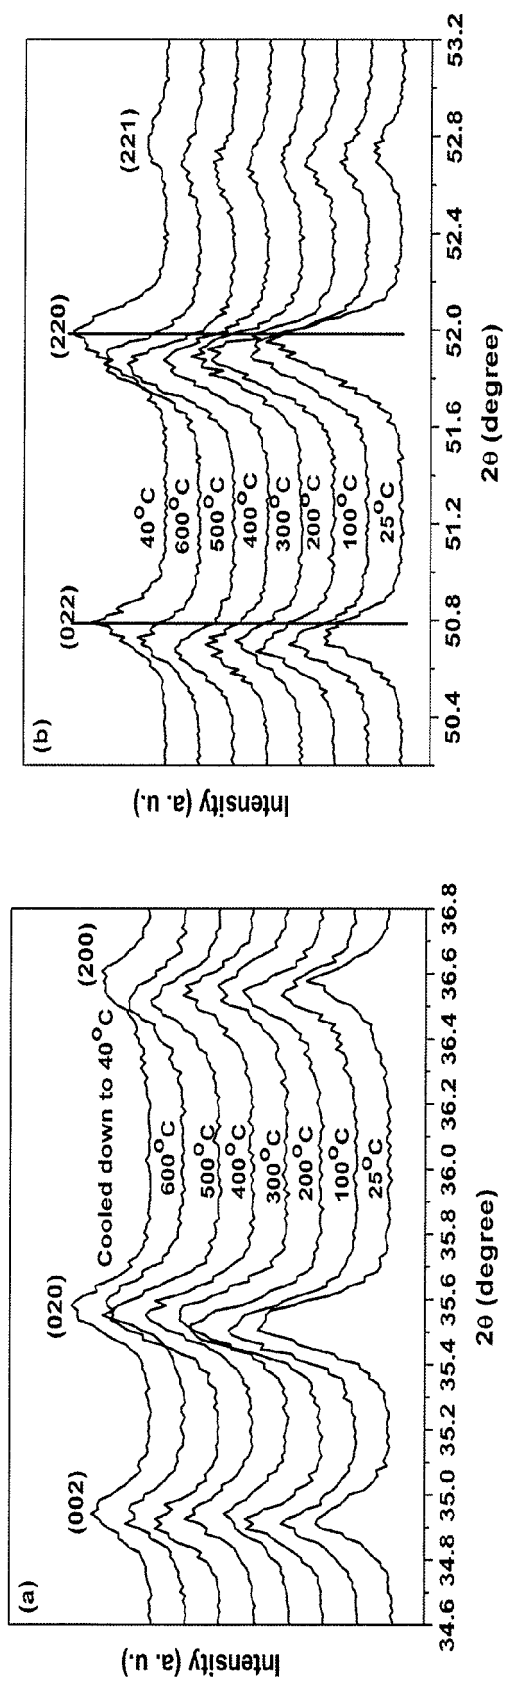 (a)
(002)
(020)
(200)
Cooled down to 40°C
600°C
500°C
400°C
300°C
200°C
100°C
25°C
Intensity (a. u.)
34.6 34.8 35.0 35.2 35.4 35.6 35.8 36.0 36.2 36.4 36.6 36.8
2θ (degree)
(b)
(022)
(220)
(221)
40°C
600°C
500°C
400°C
300°C
200°C
100°C
25°C
Intensity (a. u.)
50.4 50.8 51.2 51.6 52.0 52.4 52.8 53.2
2θ (degree)